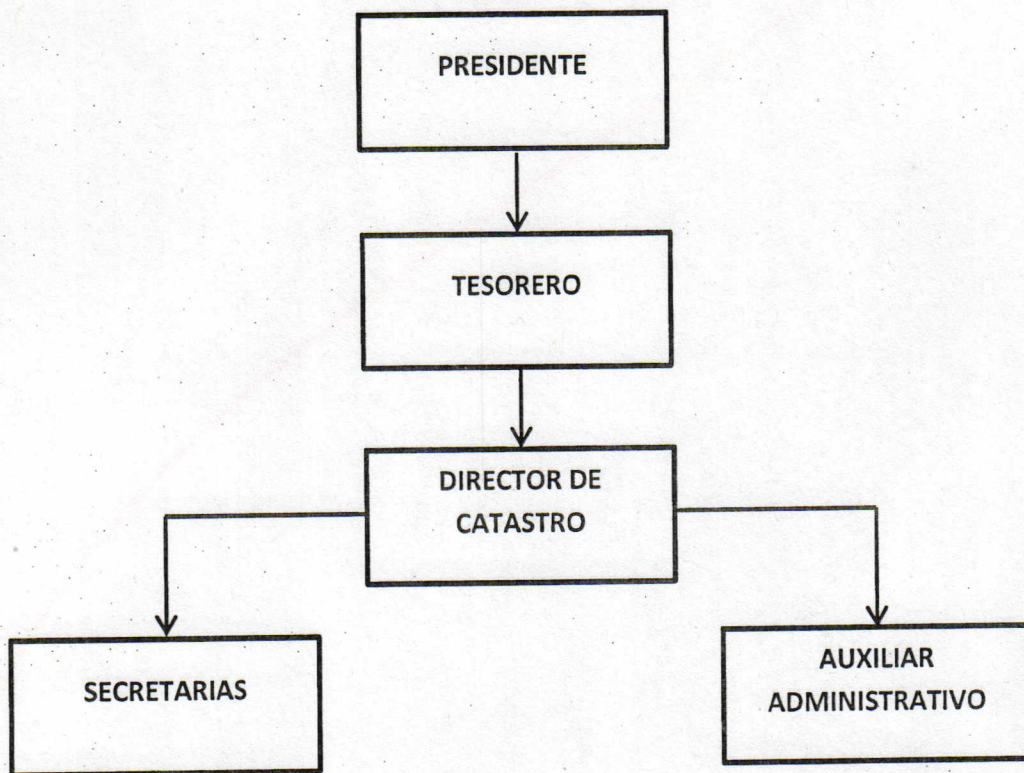 PRESIDENTE
TESORERO
DIRECTOR DE
CATASTRO
SECRETARIAS
AUXILIAR
ADMINISTRATIVO